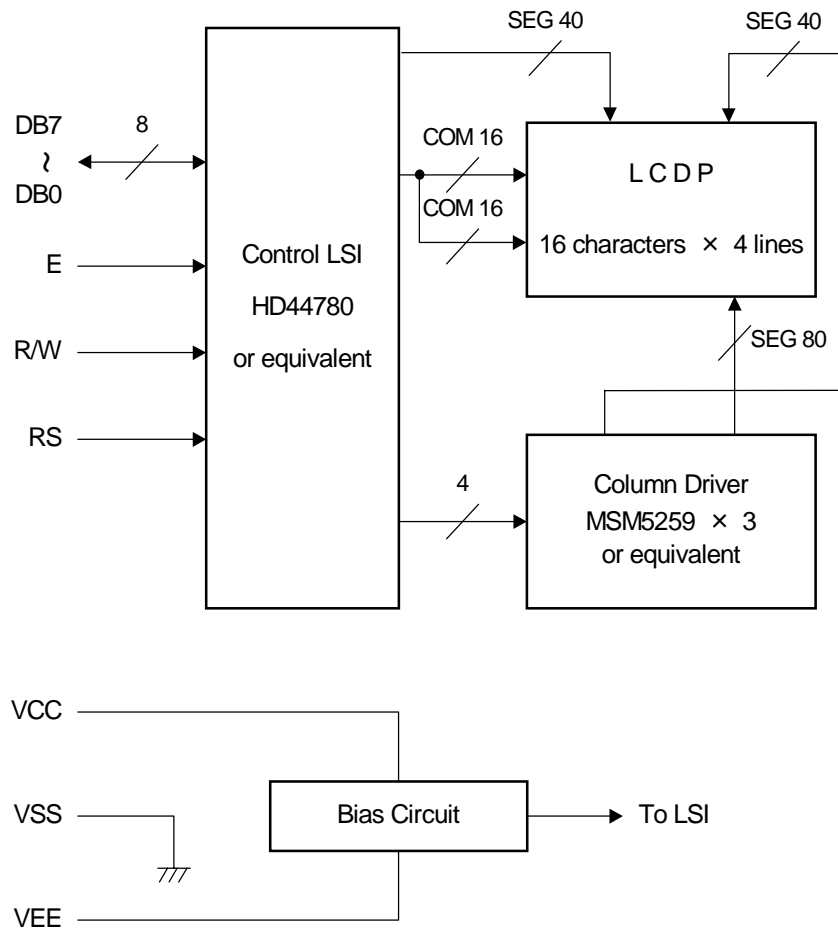 SEG 40
SEG 40
DB7
~
DB0
8
COM 16
COM 16
L C D P
16 characters × 4 lines
E
Control LSI
HD44780
or equivalent
R/W
SEG 80
RS
4
Column Driver
MSM5259 × 3
or equivalent
VCC
VSS
Bias Circuit
To LSI
VEE